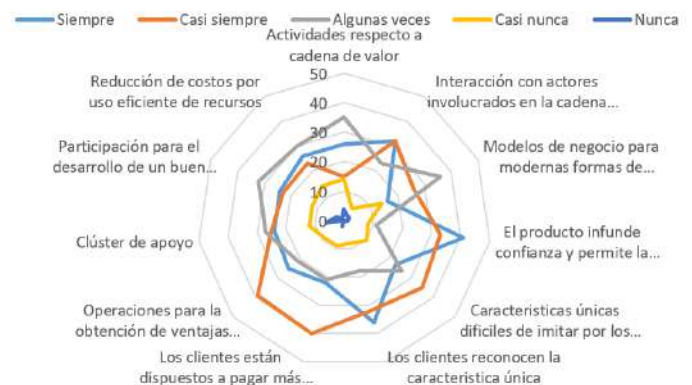 Siempre Casi siempre Algunas veces Casi nunca Nunca
Actividades respecto a
cadena de valor
50
40
30
20
10
0
Interacción con actores
involucrados en la cadena...
Modelos de negocio para
modernas formas de...
El producto infunde
confianza y permite la...
Caracteristicas únicas
dificiles de imitar por los...
Los clientes reconocen la
caracteristica única
Los clientes están
dispuestos a pagar más...
Operaciones para la
obtención de ventajas...
Clúster de apoyo
Participación para el
desarrollo de un buen...
Reducción de costos por
uso eficiente de recursos